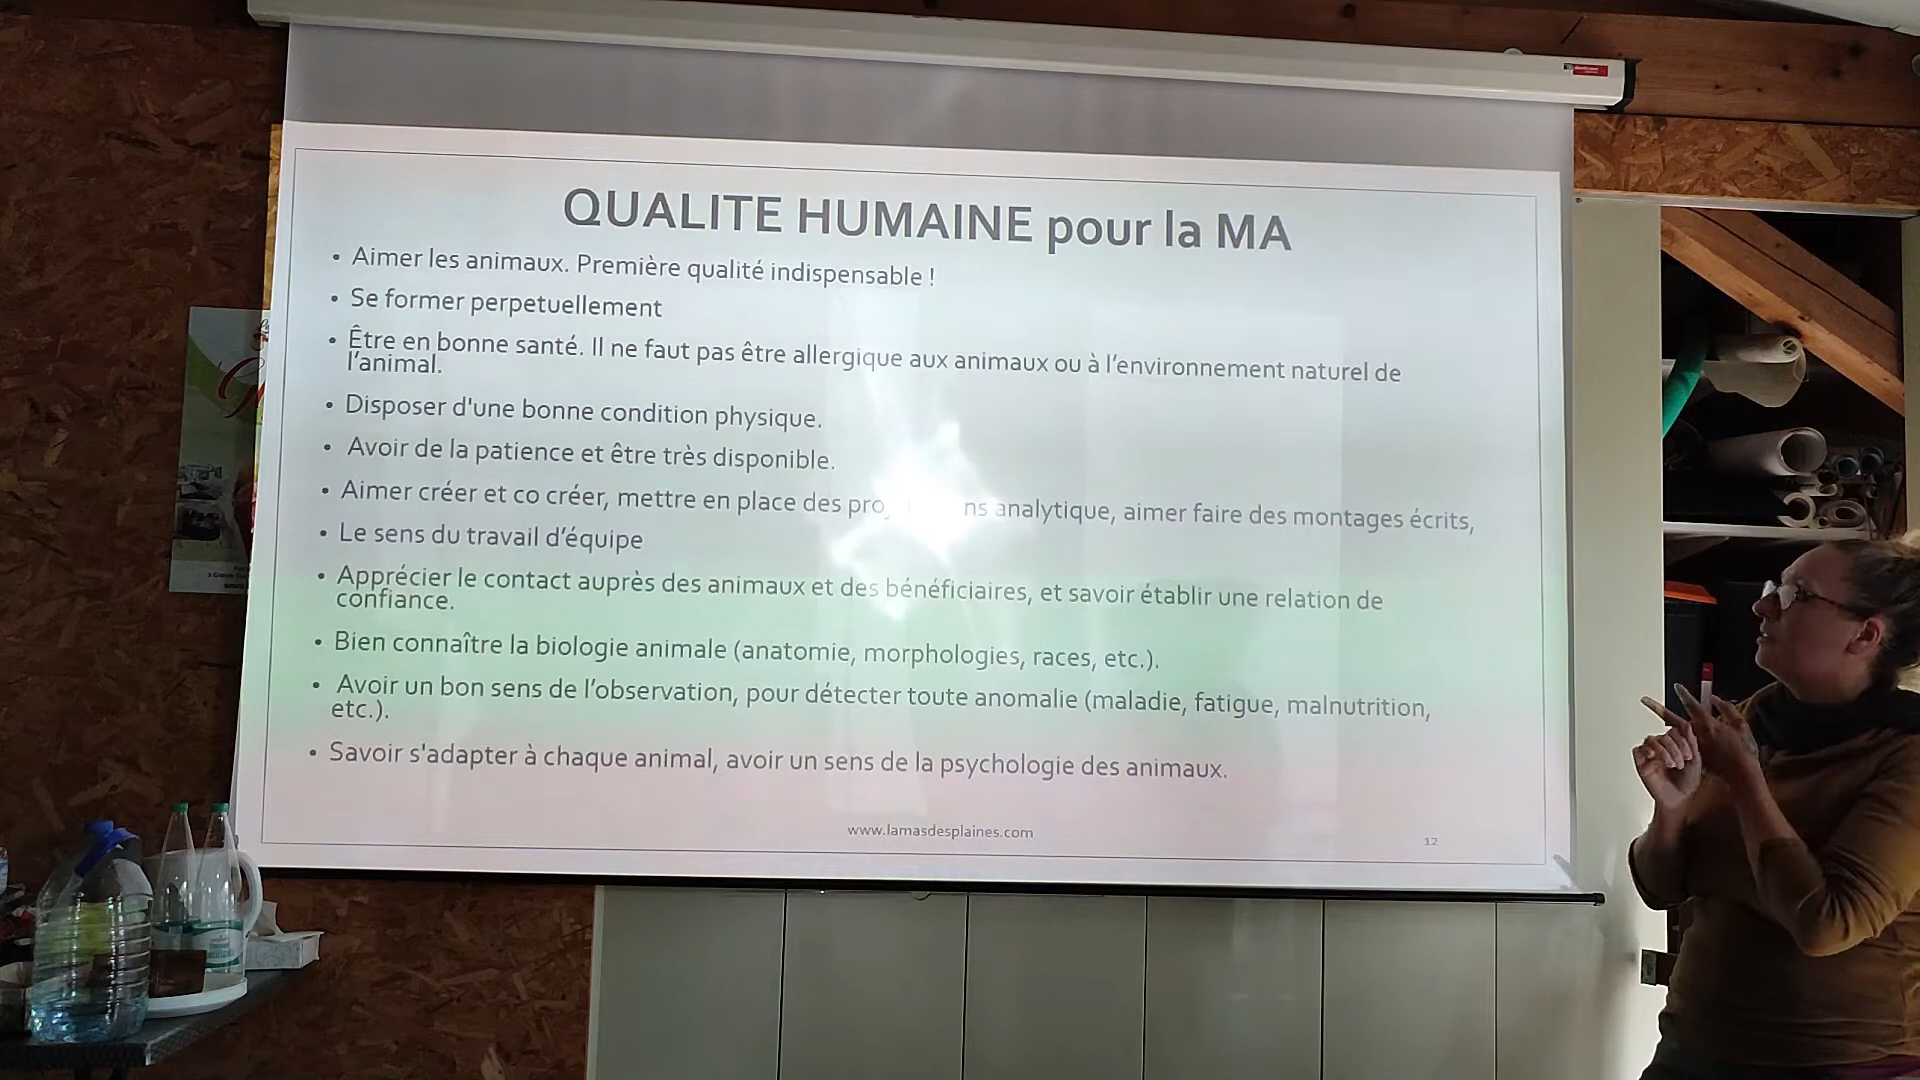 QUALITE HUMAINE pour la MA
• Aimer les animaux. Première qualité indispensable !
• Se former perpetuellement
• Être en bonne santé. Il ne faut pas être allergique aux animaux ou à l’environnement naturel de
l’animal.
• Disposer d'une bonne condition physique.
• Avoir de la patience et être très disponible.
• Aimer créer et co créer, mettre en place des analytique, aimer faire des montages écrits,
• Le sens du travail d’équipe
• Apprécier le contact auprès des animaux et des bénéficiaires, et savoir établir une relation de
confiance.
• Bien connaître la biologie animale (anatomie, morphologies, races, etc.).
• Avoir un bon sens de l’observation, pour détecter toute anomalie (maladie, fatigue, malnutrition,
etc.).
• Savoir s'adapter à chaque animal, avoir un sens de la psychologie des animaux.
www.lamasdesplaines.com
12